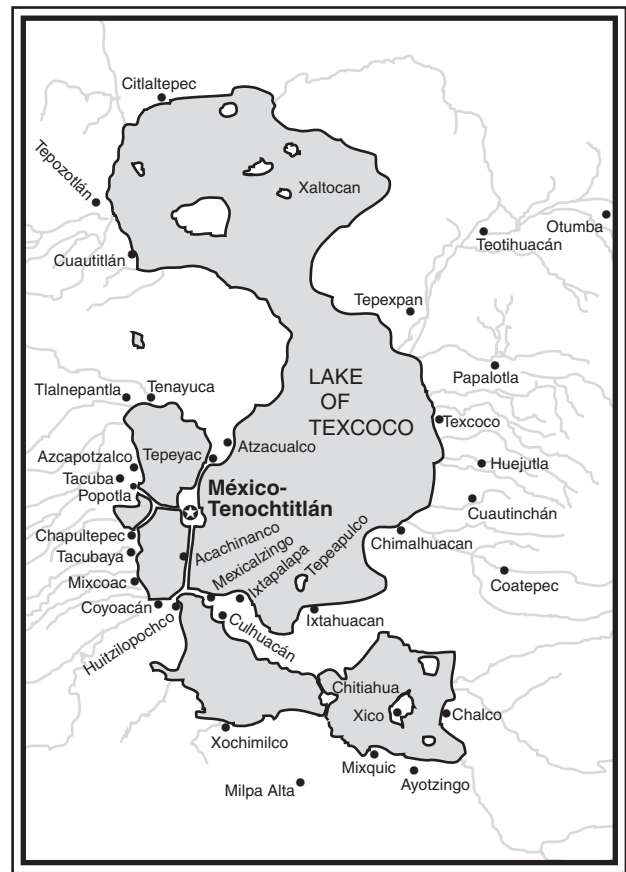 Citlaltepec
Tepozotlán
Xaltocan
Otumba
Teotihuacán
Cuautitlán
Tepexpan
LAKE
OF
TEXCOCO
Papalotla
Tlalnepantla
Tenayuca
Texcoco
Azcapotzalco
Tepeyac
Atzacualco
Huejutla
Tacuba
Popotla
México-
Tenochtitlán
Cuautinchán
Chapultepec
Acachinanco
Chimalhuacan
Tacubaya
Mexicalzingo
Ixtapalapa
Tepeapulco
Mixcoac
Coatepec
Coyoacán
Huitzilopochco
Culhuacán
Ixtahuacan
Chitiahua
Xico
Chalco
Xochimilco
Mixquic
Ayotzingo
Milpa Alta